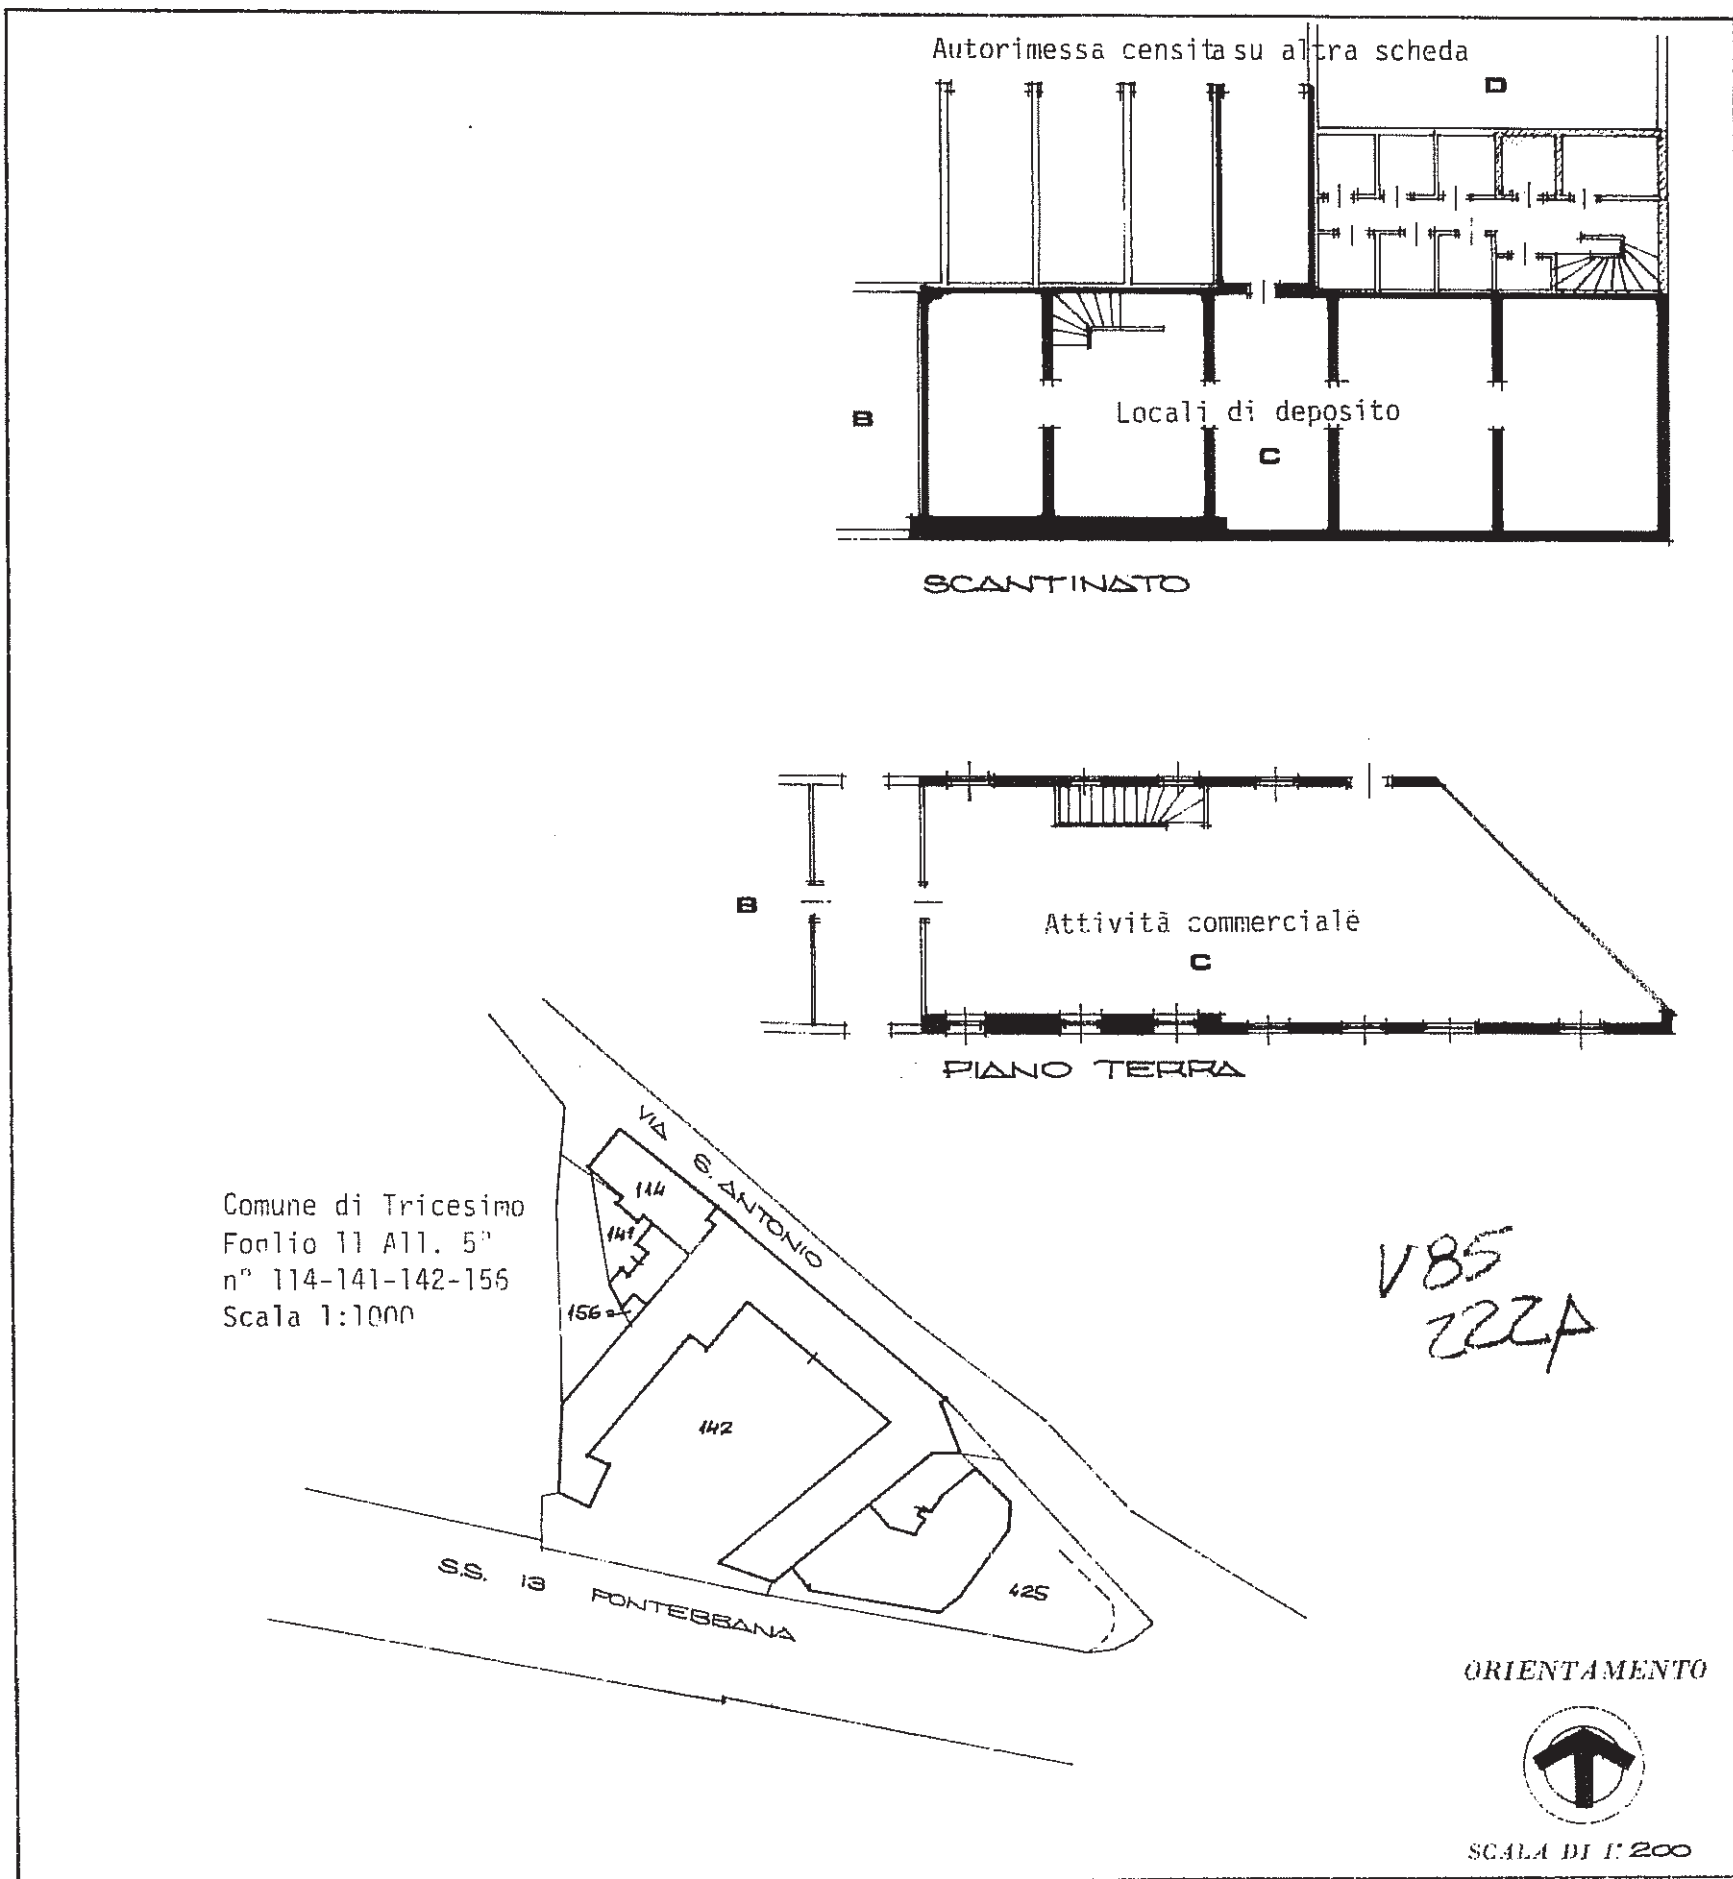 Autorimessa censita su altra scheda
D
B
Locali di deposito
C
SCANTINATO
B
Attività commerciale
C
PIANO TERRA
VIA S. ANTONIO
114
141
156
142
425
Comune di Tricesimo
Foglio 11 All. 5°
n° 114-141-142-156
Scala 1:1000
V85
222A
S.S. 13 PONTEBBANA
ORIENTAMENTO
SCALA DI 1:200